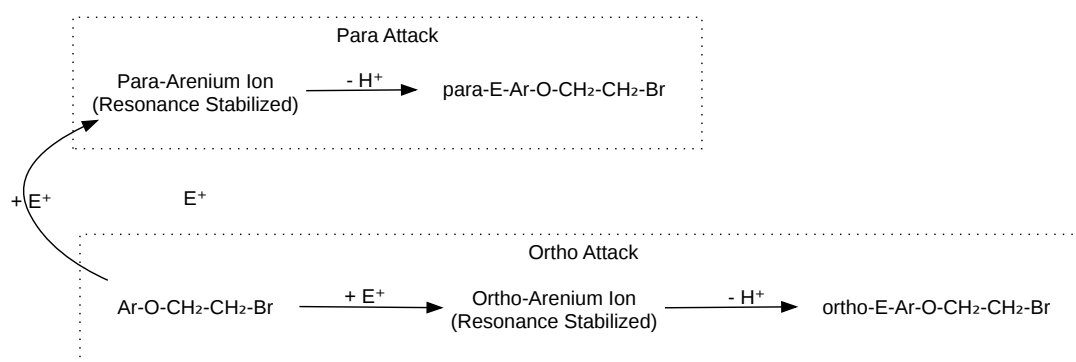 Para Attack
Para-Arenium Ion
(Resonance Stabilized)
- H⁺
para-E-Ar-O-CH₂-CH₂-Br
+ E⁺
E⁺
Ortho Attack
Ar-O-CH₂-CH₂-Br
+ E⁺
Ortho-Arenium Ion
(Resonance Stabilized)
- H⁺
ortho-E-Ar-O-CH₂-CH₂-Br